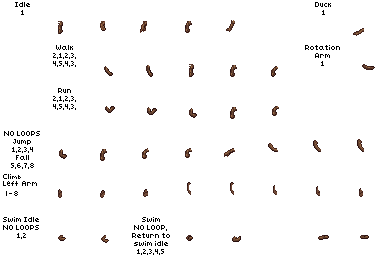 Idle
1
Duck
1
Walk
2,1,2,3,
4,5,4,3,
Rotation
Arm
1
Run
2,1,2,3,
4,5,4,3,
NO LOOPS
Jump
1,2,3,4
Fall
5,6,7,8
Climb
Left Arm
1-8
Swim Idle
NO LOOPS
1,2
Swim
NO LOOP,
Return to
swim idle
1,2,3,4,5